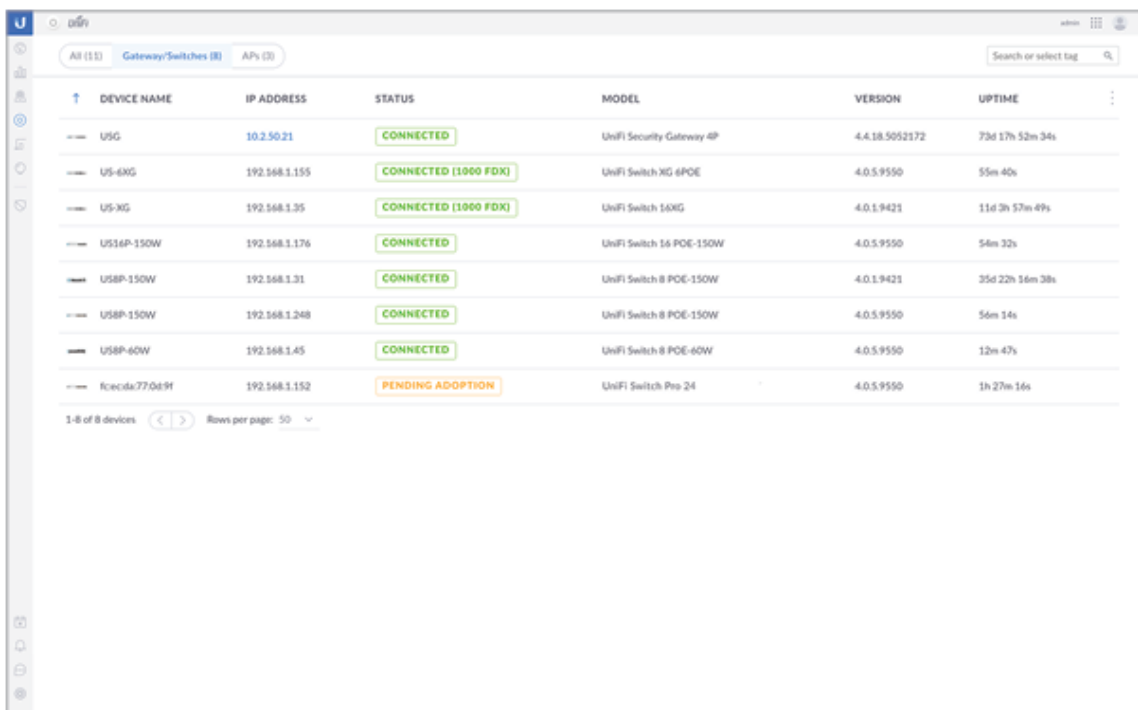 UniFi admin
All (11) Gateway/Switches (8) APs (3) Search or select tag
DEVICE NAME IP ADDRESS STATUS MODEL VERSION UPTIME
USG 10.2.50.21 CONNECTED UniFi Security Gateway 4P 4.4.18.5052172 73d 17h 52m 34s
US-6XG 192.168.1.155 CONNECTED (1000 FDX) UniFi Switch XG 6POE 4.0.5.9550 55m 40s
US-XG 192.168.1.35 CONNECTED (1000 FDX) UniFi Switch 16XG 4.0.1.9421 11d 3h 57m 49s
US16P-150W 192.168.1.176 CONNECTED UniFi Switch 16 POE-150W 4.0.5.9550 54m 32s
US8P-150W 192.168.1.31 CONNECTED UniFi Switch 8 POE-150W 4.0.1.9421 35d 22h 16m 38s
US8P-150W 192.168.1.248 CONNECTED UniFi Switch 8 POE-150W 4.0.5.9550 56m 14s
US8P-60W 192.168.1.45 CONNECTED UniFi Switch 8 POE-60W 4.0.5.9550 12m 47s
fc:ec:da:77:0d:9f 192.168.1.152 PENDING ADOPTION UniFi Switch Pro 24 4.0.5.9550 1h 27m 16s
1-8 of 8 devices Rows per page: 50